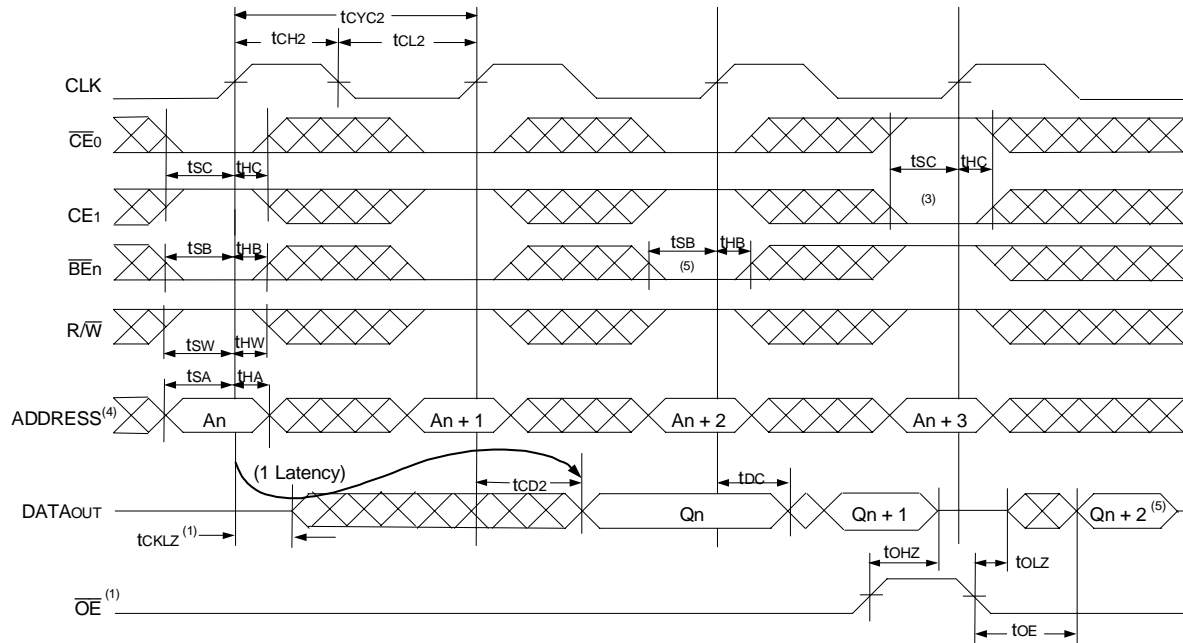 tCYC2
tCH2 tCL2
CLK
CE0
tSC tHC tSC tHC
CE1 (3)
tSB tHB tSB tHB
BEn (5)
R/W
tSW tHW
tSA tHA
ADDRESS(4) An An + 1 An + 2 An + 3
(1 Latency) tCD2 tDC
DATAOUT Qn Qn + 1 Qn + 2 (5)
tCKLZ (1) tOHZ tOLZ
OE (1)
tOE